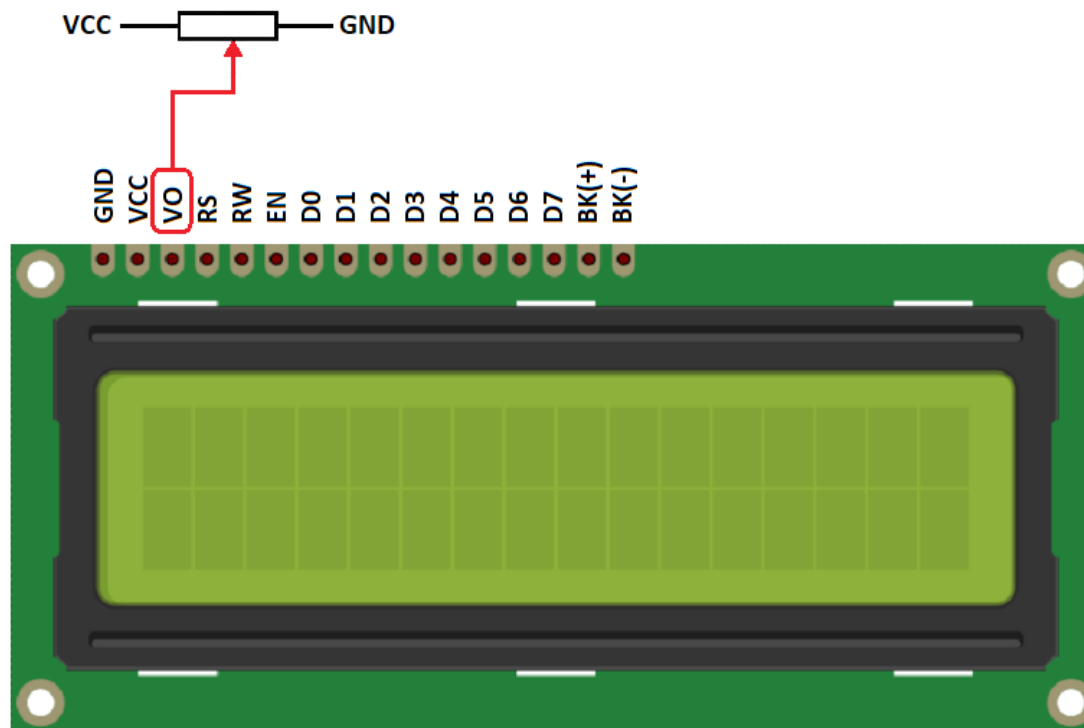 VCC GND
GND VCC VO RS RW EN D0 D1 D2 D3 D4 D5 D6 D7 BK(+) BK(-)